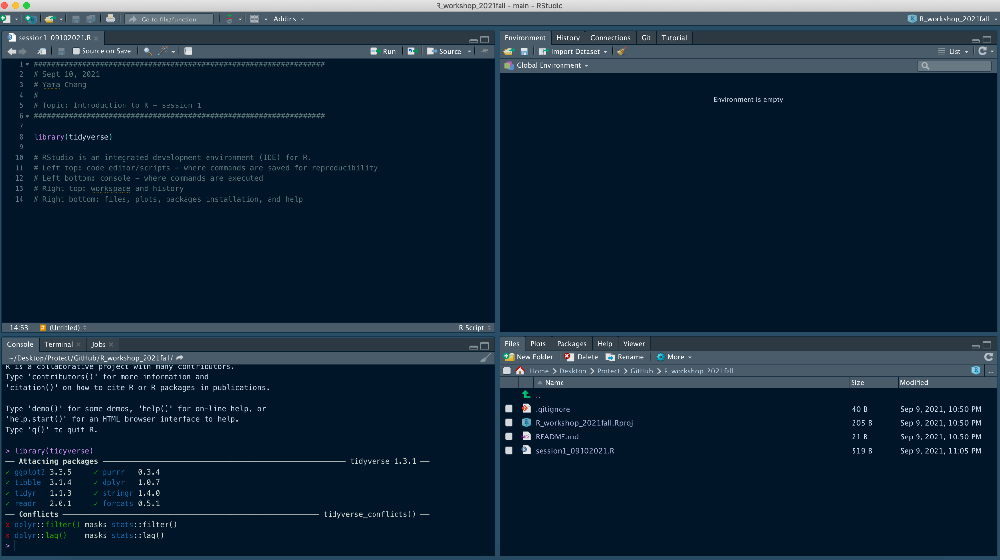 R_workshop_2021fall - main - RStudio
Go to file/function
Addins
R_workshop_2021fall
session1_09102021.R
Source on Save
Run
Source
1 ##################################################################
2 # Sept 10, 2021
3 # Yama Chang
4 #
5 # Topic: Introduction to R - session 1
6 ##################################################################
7
8 library(tidyverse)
9
10 # RStudio is an integrated development environment (IDE) for R.
11 # Left top: code editor/scripts - where commands are saved for reproducibility
12 # Left bottom: console - where commands are executed
13 # Right top: workspace and history
14 # Right bottom: files, plots, packages installation, and help
14:63 # (Untitled) R Script
Console Terminal Jobs
~/Desktop/Protect/GitHub/R_workshop_2021fall/
R is a collaborative project with many contributors.
Type 'contributors()' for more information and
'citation()' on how to cite R or R packages in publications.
Type 'demo()' for some demos, 'help()' for on-line help, or
'help.start()' for an HTML browser interface to help.
Type 'q()' to quit R.
> library(tidyverse)
── Attaching packages ──────────────────── tidyverse 1.3.1 ──
✓ ggplot2 3.3.5 ✓ purrr 0.3.4
✓ tibble 3.1.4 ✓ dplyr 1.0.7
✓ tidyr 1.1.3 ✓ stringr 1.4.0
✓ readr 2.0.1 ✓ forcats 0.5.1
── Conflicts ──────────────────── tidyverse_conflicts() ──
x dplyr::filter() masks stats::filter()
x dplyr::lag() masks stats::lag()
>
Environment History Connections Git Tutorial
Import Dataset
List
Global Environment
Environment is empty
Files Plots Packages Help Viewer
New Folder Delete Rename More
Home Desktop Protect GitHub R_workshop_2021fall
...
Name Size Modified
..
.gitignore 40 B Sep 9, 2021, 10:50 PM
R_workshop_2021fall.Rproj 205 B Sep 9, 2021, 10:50 PM
README.md 21 B Sep 9, 2021, 10:50 PM
session1_09102021.R 519 B Sep 9, 2021, 11:05 PM